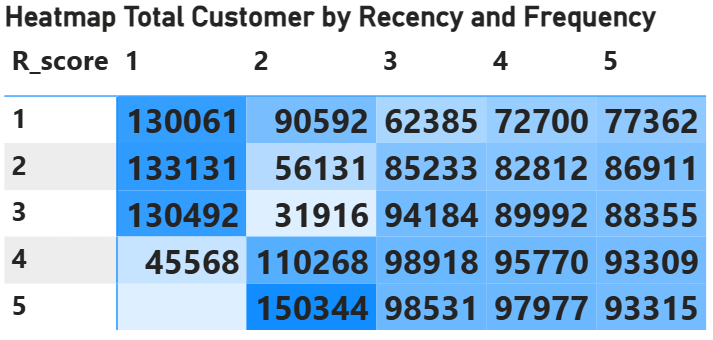 Heatmap Total Customer by Recency and Frequency
R_score 1 2 3 4 5
1 130061 90592 62385 72700 77362
2 133131 56131 85233 82812 86911
3 130492 31916 94184 89992 88355
4 45568 110268 98918 95770 93309
5 150344 98531 97977 93315